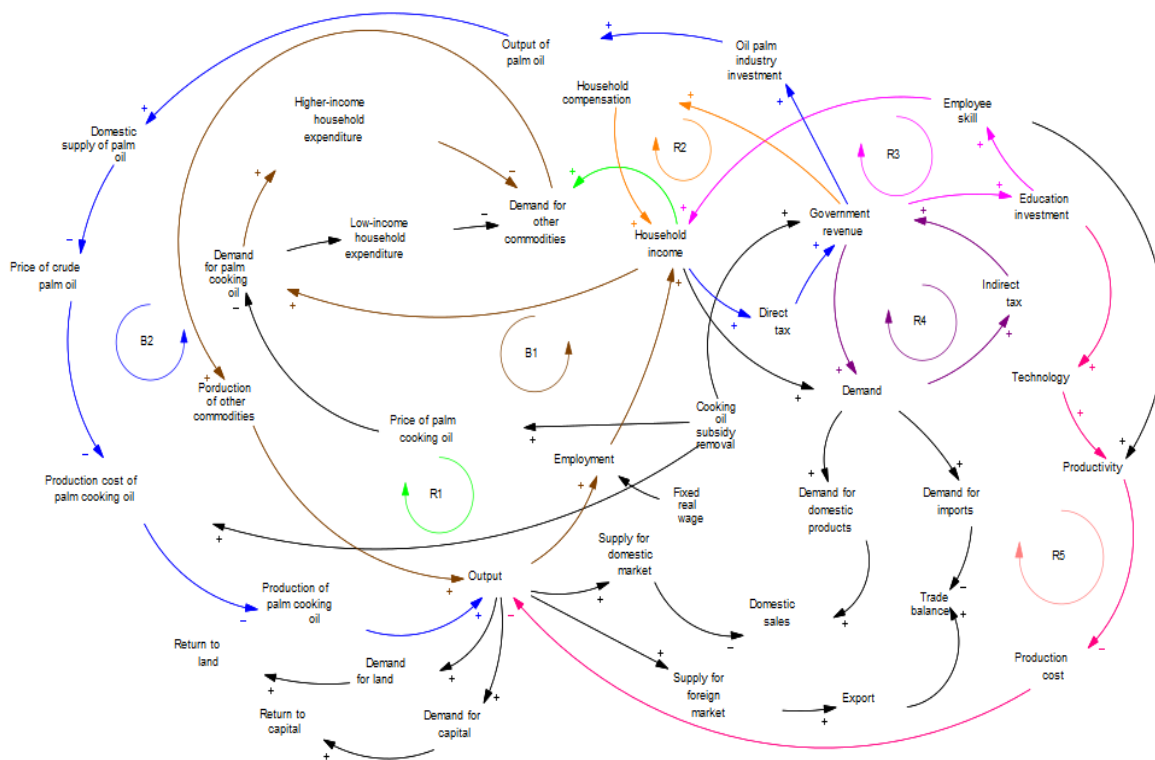 Output of
palm oil
Oil palm
industry
investment
Household
compensation
Higher-income
household
expenditure
Employee
skill
Domestic
supply of palm
oil
R2
R3
Demand for
other
commodities
Low-income
household
expenditure
Government
revenue
Education
investment
Household
income
Demand
for palm
cooking
oil
Price of crude
palm oil
Indirect
tax
Direct
tax
R4
B2
B1
Technology
Demand
Porduction
of other
commodities
Price of palm
cooking oil
Cooking
oil
subsidy
removal
Employment
Productivity
Production cost
of palm cooking oil
R1
Fixed
real
wage
Demand for
domestic
products
Demand for
imports
Supply for
domestic
market
R5
Output
Production of
palm cooking
oil
Domestic
sales
Trade
balance
Return to
land
Demand
for land
Production
cost
Supply for
foreign
market
Export
Return to
capital
Demand for
capital